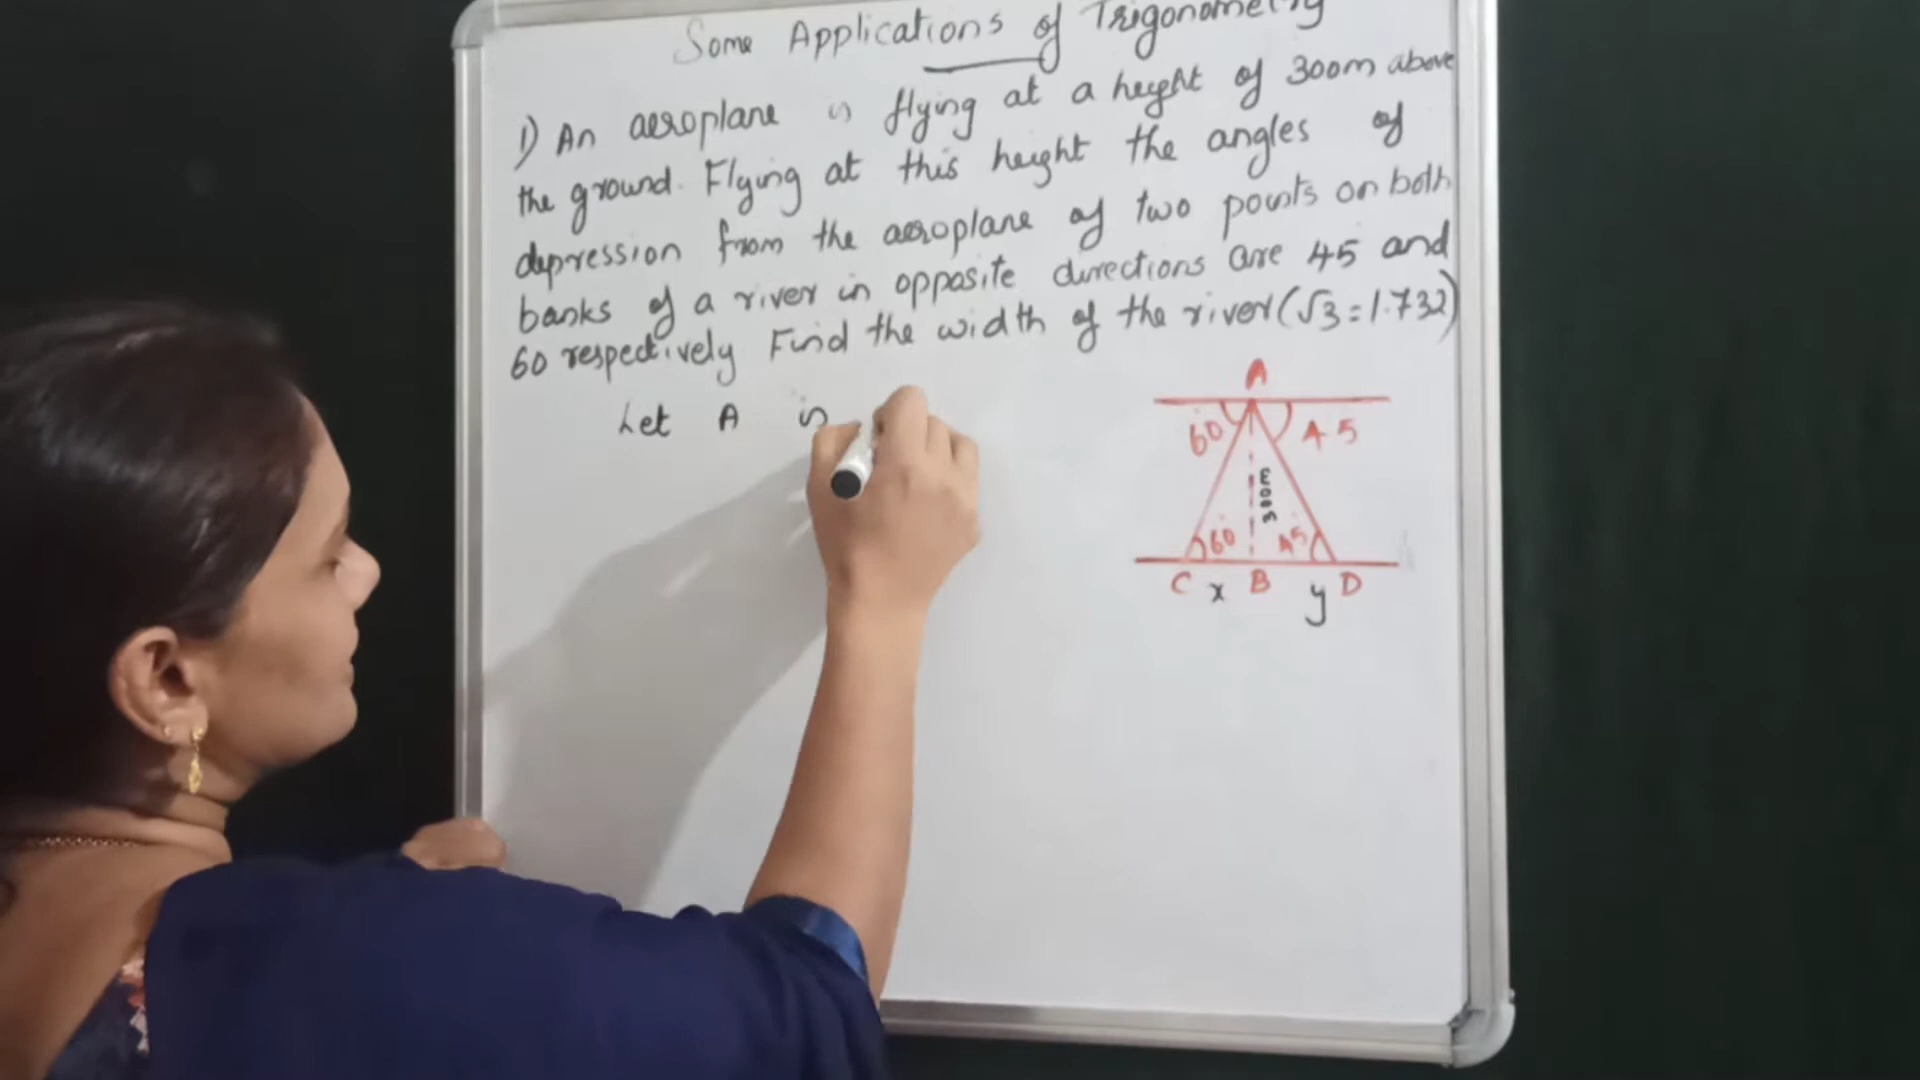 Some Applications of Trigonometry
1) An aeroplane is flying at a height of 300m above
the ground. Flying at this height the angles of
depression from the aeroplane of two points on both
banks of a river in opposite directions are 45 and
60 respectively Find the width of the river (√3=1.732)
Let A is
A
60 45
300m
60 45
C x B y D